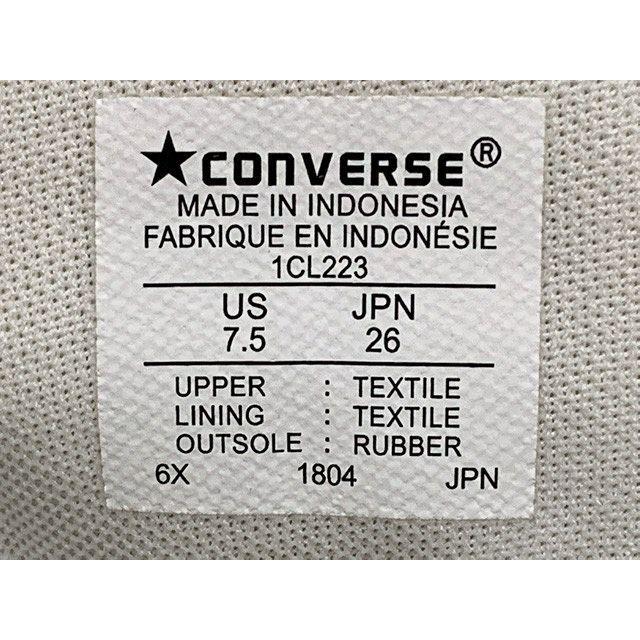 ★CONVERSE®
MADE IN INDONESIA
FABRIQUE EN INDONÉSIE
1CL223
US JPN
7.5 26
UPPER : TEXTILE
LINING : TEXTILE
OUTSOLE : RUBBER
6X 1804 JPN